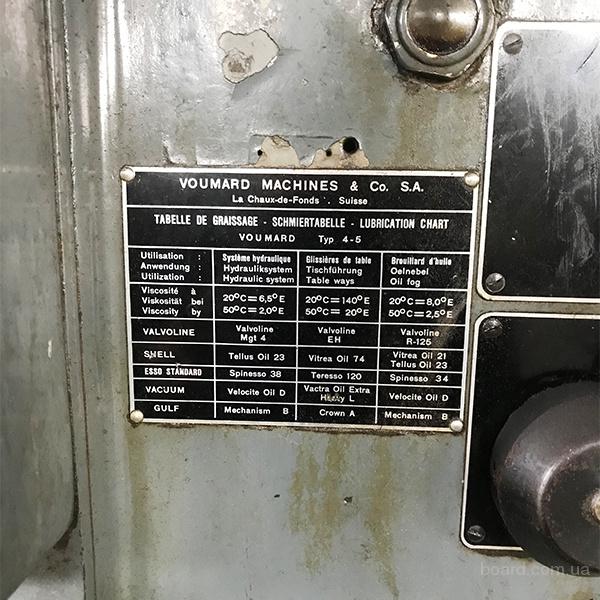 VOUMARD MACHINES & Co. S.A.
La Chaux-de-Fonds . Suisse
TABELLE DE GRAISSAGE - SCHMIERTABELLE - LUBRICATION CHART
VOUMARD Typ 4-5
Utilisation : Système hydraulique Glissières de table Brouillard d'huile
Anwendung : Hydrauliksystem Tischführung Oelnebel
Utilization : Hydraulic system Table ways Oil fog
Viscosité à
Viskosität bei 20°C=6,5°E 20°C=140°E 20°C=8,0°E
Viscosity by 50°C=2,0°E 50°C= 20°E 50°C=2,5°E
VALVOLINE Valvoline Mgt 4 Valvoline EH Valvoline R-125
SHELL Tellus Oil 23 Vitrea Oil 74 Vitrea Oil 21 Tellus Oil 23
ESSO STANDARD Spinesso 38 Teresso 120 Spinesso 34
VACUUM Velocite Oil D Vactra Oil Extra Heavy L Velocite Oil D
GULF Mechanism B Crown A Mechanism B
board.com.ua